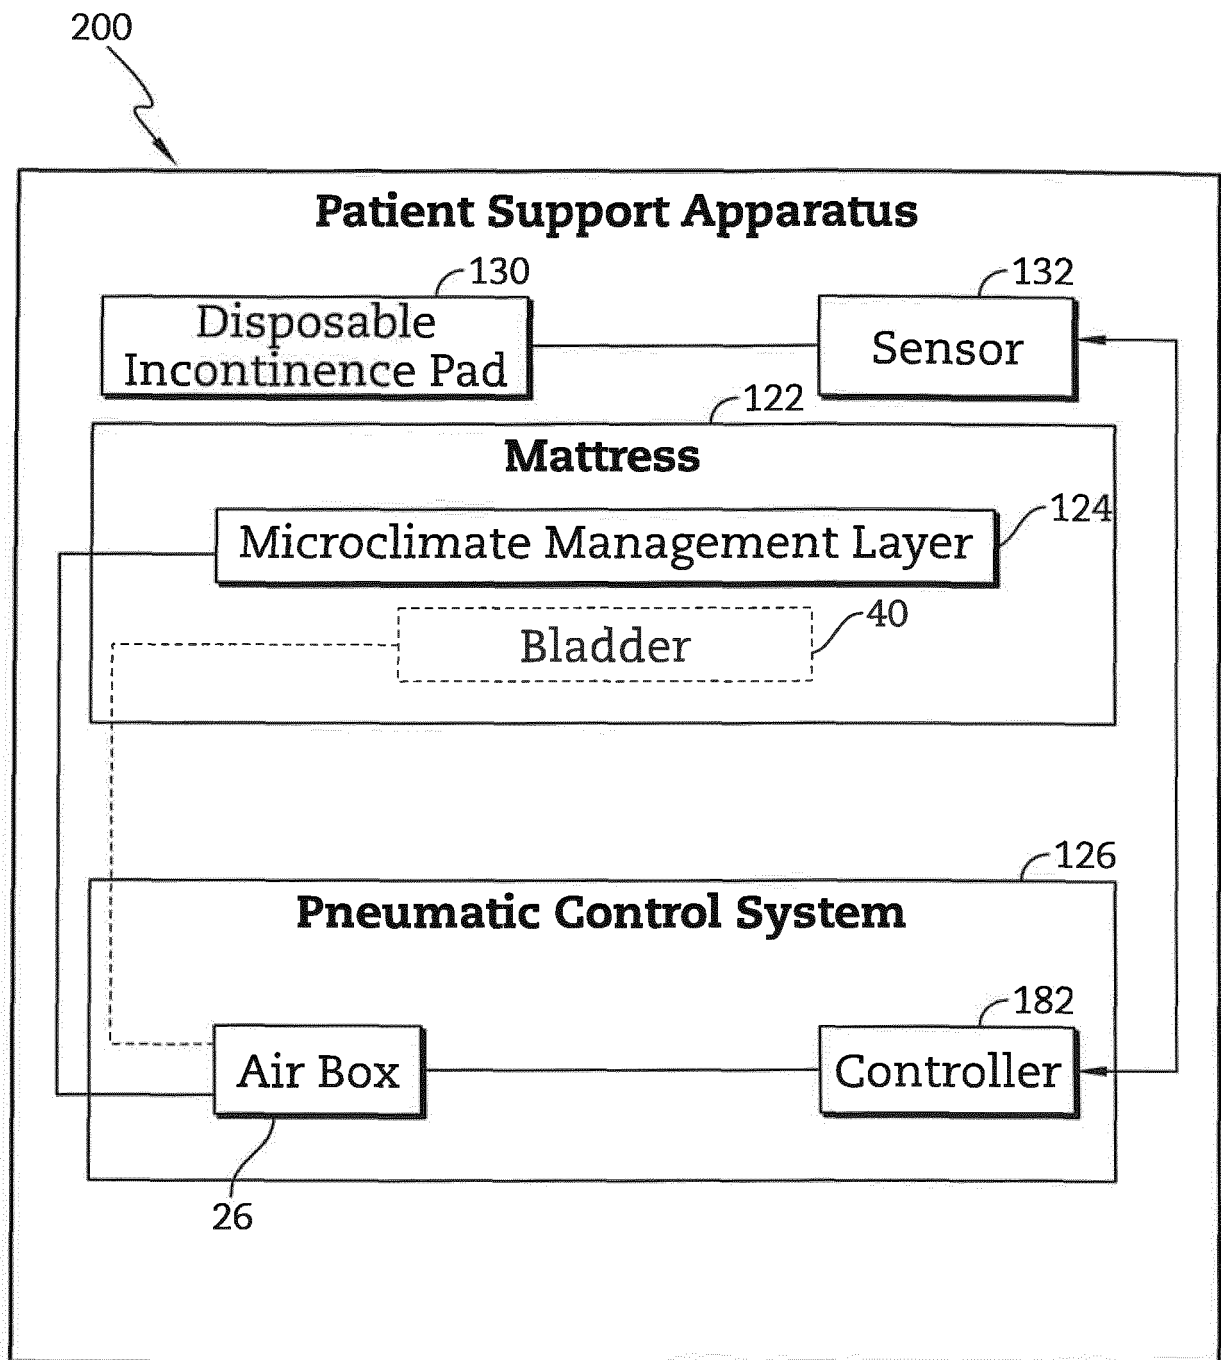 200
Patient Support Apparatus
130
132
Disposable
Incontinence Pad
Sensor
122
Mattress
124
Microclimate Management Layer
40
Bladder
126
Pneumatic Control System
182
Air Box
Controller
26